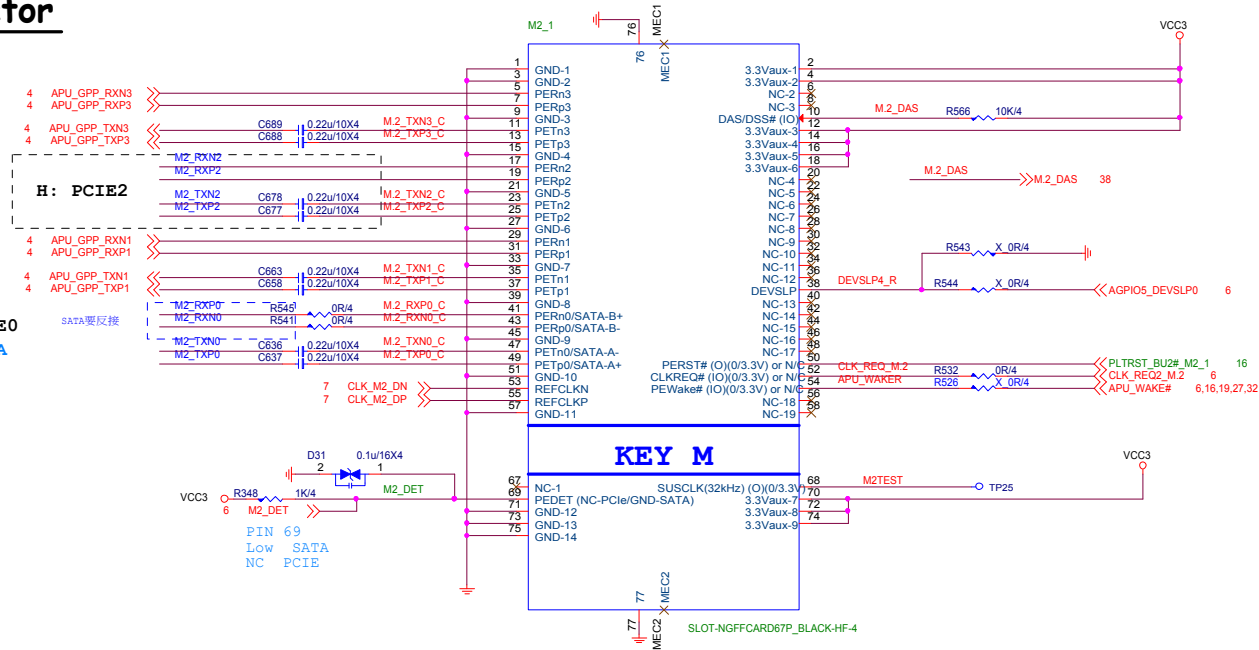 tor
M2_1
76
MEC1
76
MEC1
VCC3
1 GND-1 3.3Vaux-1 2
3 GND-2 3.3Vaux-2 4
4 APU_GPP_RXN3 5 PERn3 NC-2 6
4 APU_GPP_RXP3 7 PERp3 NC-3 8
9 GND-3 DAS/DSS# (IO) 10 M.2_DAS R566 10K/4
4 APU_GPP_TXN3 C689 0.22u/10X4 M.2_TXN3_C 11 PETn3 3.3Vaux-3 12
4 APU_GPP_TXP3 C688 0.22u/10X4 M.2_TXP3_C 13 PETp3 3.3Vaux-4 14
15 GND-4 3.3Vaux-5 16
M2_RXN2 17 PERn2 3.3Vaux-6 18
M2_RXP2 19 PERp2 NC-4 20 M.2_DAS M.2_DAS 38
H: PCIE2
21 GND-5 NC-5 22
M2_TXN2 C678 0.22u/10X4 M.2_TXN2_C 23 PETn2 NC-6 24
M2_TXP2 C677 0.22u/10X4 M.2_TXP2_C 25 PETp2 NC-7 26
27 GND-6 NC-8 28
4 APU_GPP_RXN1 29 PERn1 NC-9 30
4 APU_GPP_RXP1 31 PERp1 NC-10 32 R543 X_0R/4
33 GND-7 NC-11 34
4 APU_GPP_TXN1 C663 0.22u/10X4 M.2_TXN1_C 35 PETn1 NC-12 36
4 APU_GPP_TXP1 C658 0.22u/10X4 M.2_TXP1_C 37 PETp1 DEVSLP 38 DEVSLP4_R R544 X_0R/4 AGPIO5_DEVSLP0 6
39 GND-8 NC-13 40
M2_RXP0 R545 0R/4 M.2_RXP0_C 41 PERn0/SATA-B+ NC-14 42
M2_RXN0 R541 0R/4 M.2_RXN0_C 43 PERp0/SATA-B- NC-15 44
SATA要反接
E0
A
45 GND-9 NC-16 46
M2_TXN0 C636 0.22u/10X4 M.2_TXN0_C 47 PETn0/SATA-A- NC-17 48
M2_TXP0 C637 0.22u/10X4 M.2_TXP0_C 49 PETp0/SATA-A+ PERST# (O)(0/3.3V) or N/C 50 PLTRST_BU2#_M2_1 16
51 GND-10 CLKREQ# (IO)(0/3.3V) or N/C 52 CLK_REQ_M.2 R532 0R/4 CLK_REQ2_M.2 6
7 CLK_M2_DN 53 REFCLKN PEWake# (IO)(0/3.3V) or N/C 54 APU_WAKER R526 X_0R/4 APU_WAKE# 6,16,19,27,32
7 CLK_M2_DP 55 REFCLKP NC-18 56
57 GND-11 NC-19 58
KEY M
D31 0.1u/16X4
2 1
VCC3
67 NC-1 SUSCLK(32kHz) (O)(0/3.3V) 68 M2TEST TP25
VCC3 R348 1K/4 M2_DET 69 PEDET (NC-PCIe/GND-SATA) 3.3Vaux-7 70
6 M2_DET 71 GND-12 3.3Vaux-8 72
73 GND-13 3.3Vaux-9 74
75 GND-14
PIN 69
Low SATA
NC PCIE
77
MEC2
77
MEC2
SLOT-NGFFCARD67P_BLACK-HF-4